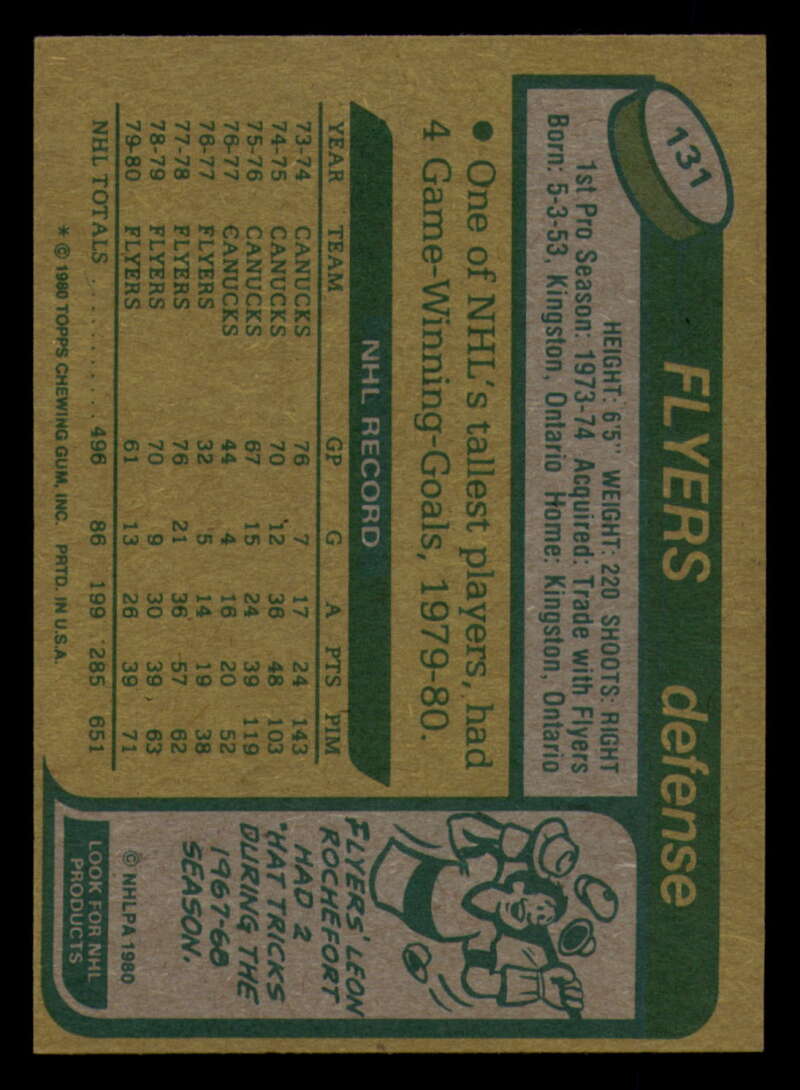 131
FLYERS defense
HEIGHT: 6'5" WEIGHT: 220 SHOOTS: RIGHT
1st Pro Season: 1973-74 Acquired: Trade with Flyers
Born: 5-3-53, Kingston, Ontario Home: Kingston, Ontario
• One of NHL's tallest players, had
4 Game-Winning-Goals, 1979-80.
NHL RECORD
YEAR TEAM GP G A PTS PIM
73-74 CANUCKS 76 7 17 24 143
74-75 CANUCKS 70 12 36 48 103
75-76 CANUCKS 67 15 24 39 119
76-77 CANUCKS 44 4 16 20 52
76-77 FLYERS 32 5 14 19 38
77-78 FLYERS 76 21 36 57 62
78-79 FLYERS 70 9 30 39 63
79-80 FLYERS 61 13 26 39 71
NHL TOTALS .......... 496 86 199 285 651
* © 1980 TOPPS CHEWING GUM, INC. PRTD. IN U.S.A.
FLYERS' LEON
ROCHEFORT
HAD 2
"HAT TRICKS
DURING THE
1967-68
SEASON.
© NHLPA 1980
LOOK FOR NHL
PRODUCTS